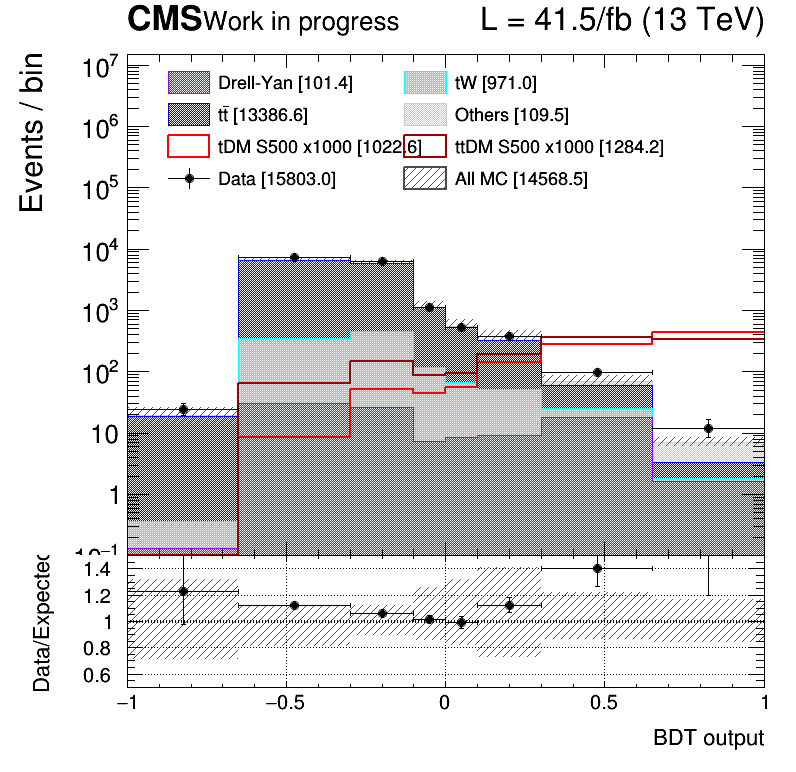 CMS Work in progress L = 41.5/fb (13 TeV)
Events / bin
10⁷
10⁶
10⁵
10⁴
10³
10²
10
1
10⁻¹
Drell-Yan [101.4] tW [971.0]
tt̄ [13386.6] Others [109.5]
tDM S500 x1000 [1022.6] ttDM S500 x1000 [1284.2]
Data [15803.0] All MC [14568.5]
Data/Expected
1.4
1.2
1
0.8
0.6
−1 −0.5 0 0.5 1
BDT output